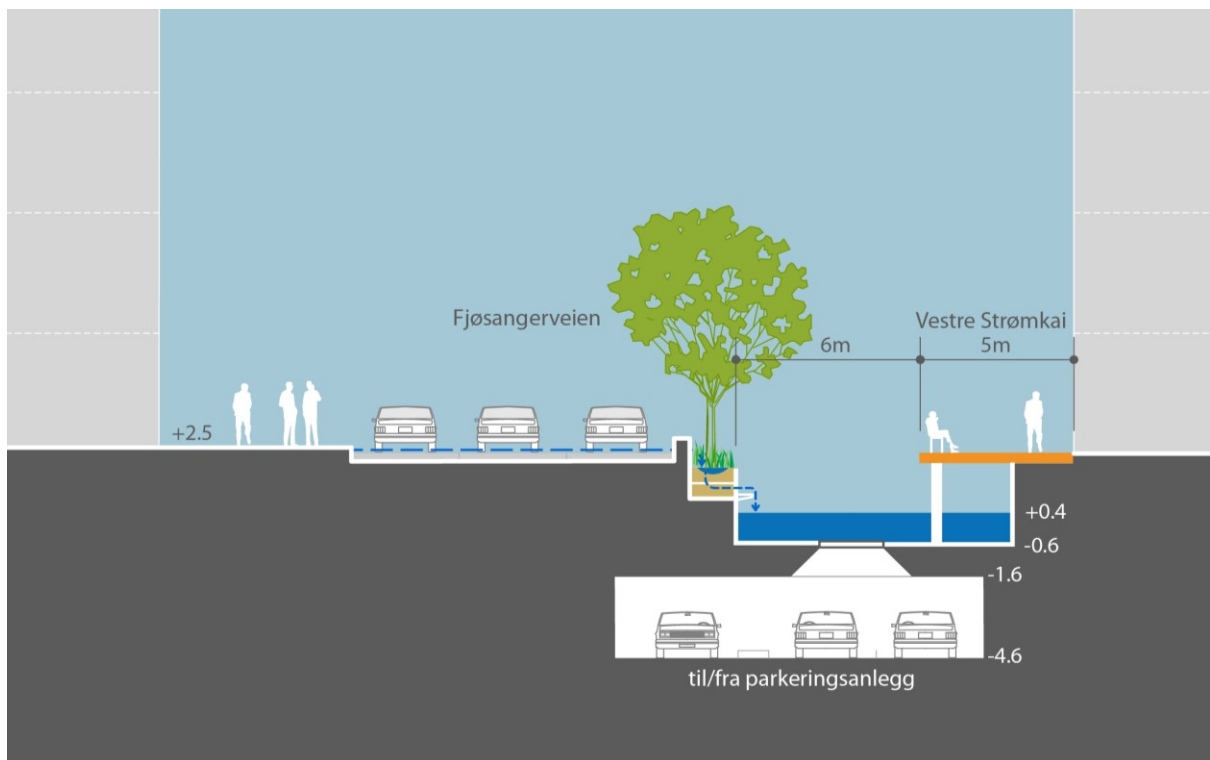 Fjøsangerveien
Vestre Strømkai
6m
5m
+2.5
+0.4
-0.6
-1.6
-4.6
til/fra parkeringsanlegg